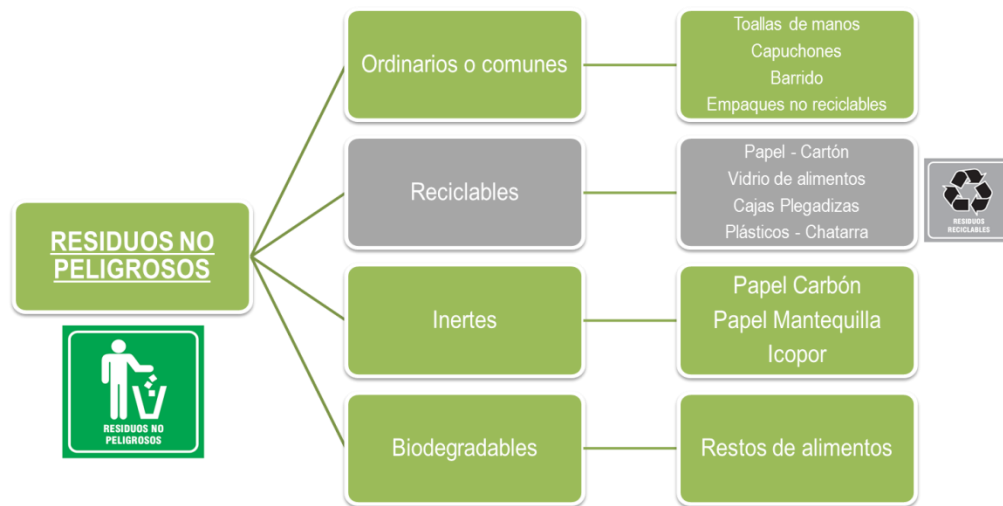 RESIDUOS NO
PELIGROSOS
RESIDUOS NO
PELIGROSOS
Ordinarios o comunes
Toallas de manos
Capuchones
Barrido
Empaques no reciclables
Reciclables
Papel - Cartón
Vidrio de alimentos
Cajas Plegadizas
Plásticos - Chatarra
RESIDUOS
RECICLABLES
Inertes
Papel Carbón
Papel Mantequilla
Icopor
Biodegradables
Restos de alimentos